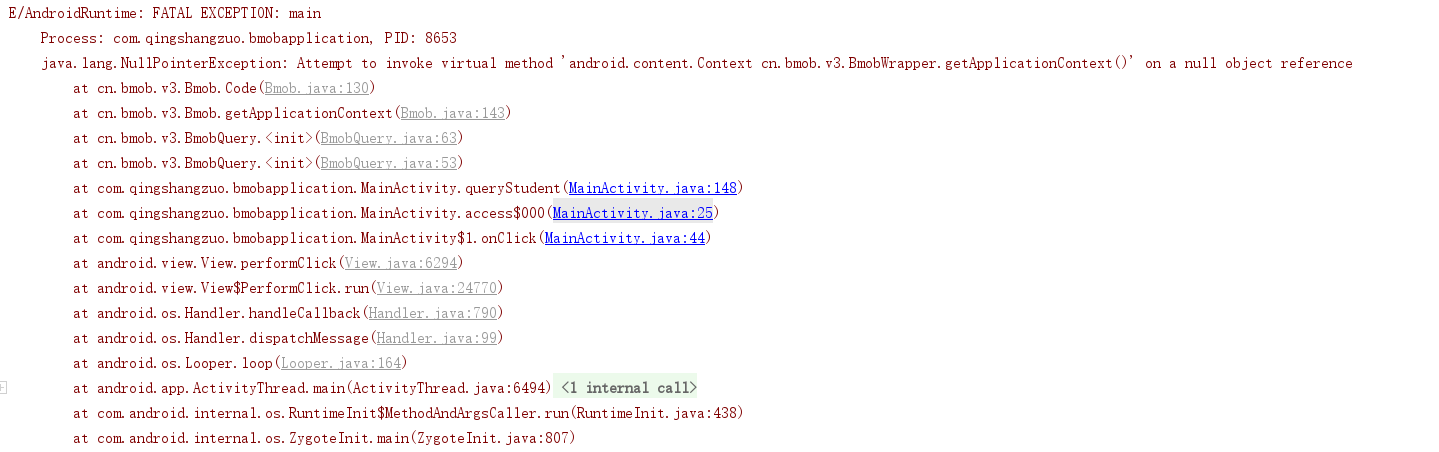 E/AndroidRuntime: FATAL EXCEPTION: main
Process: com.qingshangzuo.bmobapplication, PID: 8653
java.lang.NullPointerException: Attempt to invoke virtual method 'android.content.Context cn.bmob.v3.BmobWrapper.getApplicationContext()' on a null object reference
at cn.bmob.v3.Bmob.Code(Bmob.java:130)
at cn.bmob.v3.Bmob.getApplicationContext(Bmob.java:143)
at cn.bmob.v3.BmobQuery.<init>(BmobQuery.java:63)
at cn.bmob.v3.BmobQuery.<init>(BmobQuery.java:53)
at com.qingshangzuo.bmobapplication.MainActivity.queryStudent(MainActivity.java:148)
at com.qingshangzuo.bmobapplication.MainActivity.access$000(MainActivity.java:25)
at com.qingshangzuo.bmobapplication.MainActivity$1.onClick(MainActivity.java:44)
at android.view.View.performClick(View.java:6294)
at android.view.View$PerformClick.run(View.java:24770)
at android.os.Handler.handleCallback(Handler.java:790)
at android.os.Handler.dispatchMessage(Handler.java:99)
at android.os.Looper.loop(Looper.java:164)
at android.app.ActivityThread.main(ActivityThread.java:6494) <1 internal call>
at com.android.internal.os.RuntimeInit$MethodAndArgsCaller.run(RuntimeInit.java:438)
at com.android.internal.os.ZygoteInit.main(ZygoteInit.java:807)